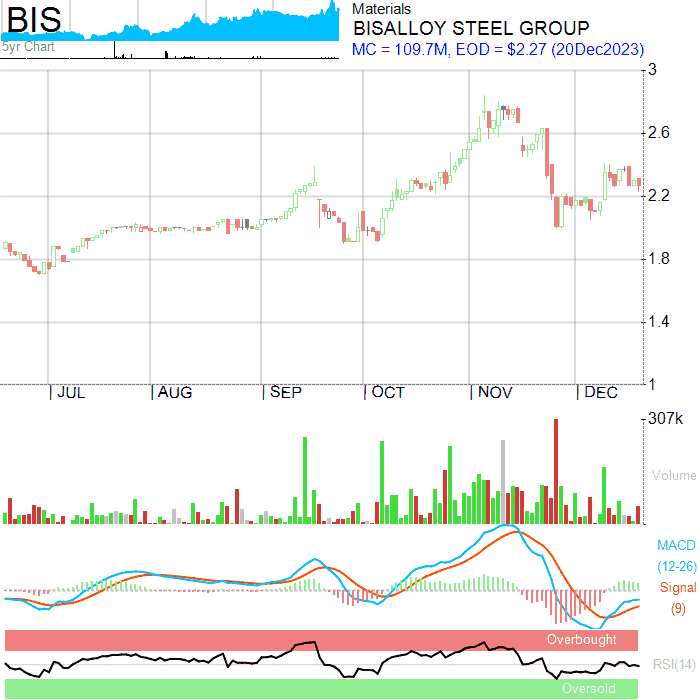 BIS
5yr Chart
Materials
BISALLOY STEEL GROUP
MC = 109.7M, EOD = $2.27 (20Dec2023)
3
2.6
2.2
1.8
1.4
1
JUL AUG SEP OCT NOV DEC
307k
Volume
MACD
(12-26)
Signal
(9)
Overbought
RSI(14)
Oversold